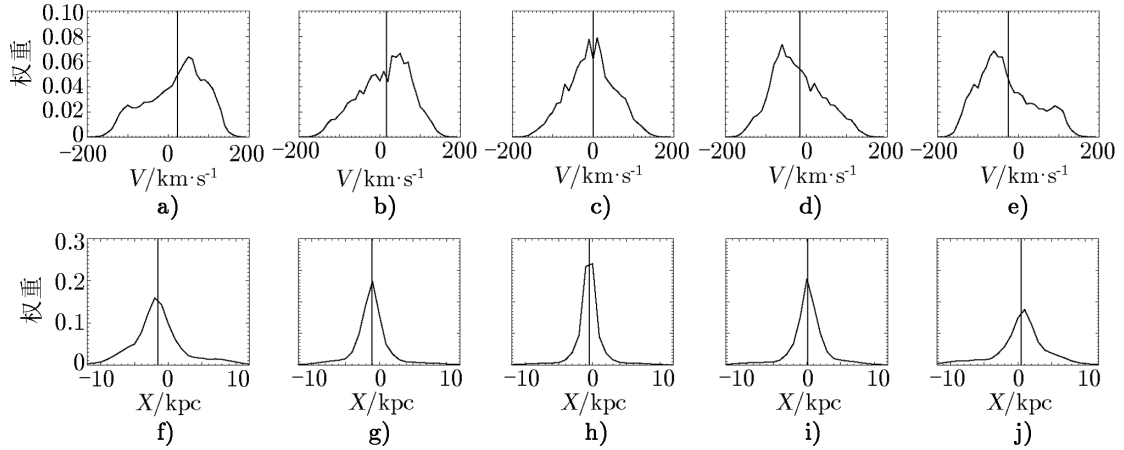 0.10
0.08
0.06
0.04
0.02
0
权重
−200 0 200 −200 0 200 −200 0 200 −200 0 200 −200 0 200
V/km·s⁻¹ V/km·s⁻¹ V/km·s⁻¹ V/km·s⁻¹ V/km·s⁻¹
a) b) c) d) e)
0.3
0.2
0.1
0
权重
−10 0 10 −10 0 10 −10 0 10 −10 0 10 −10 0 10
X/kpc X/kpc X/kpc X/kpc X/kpc
f) g) h) i) j)